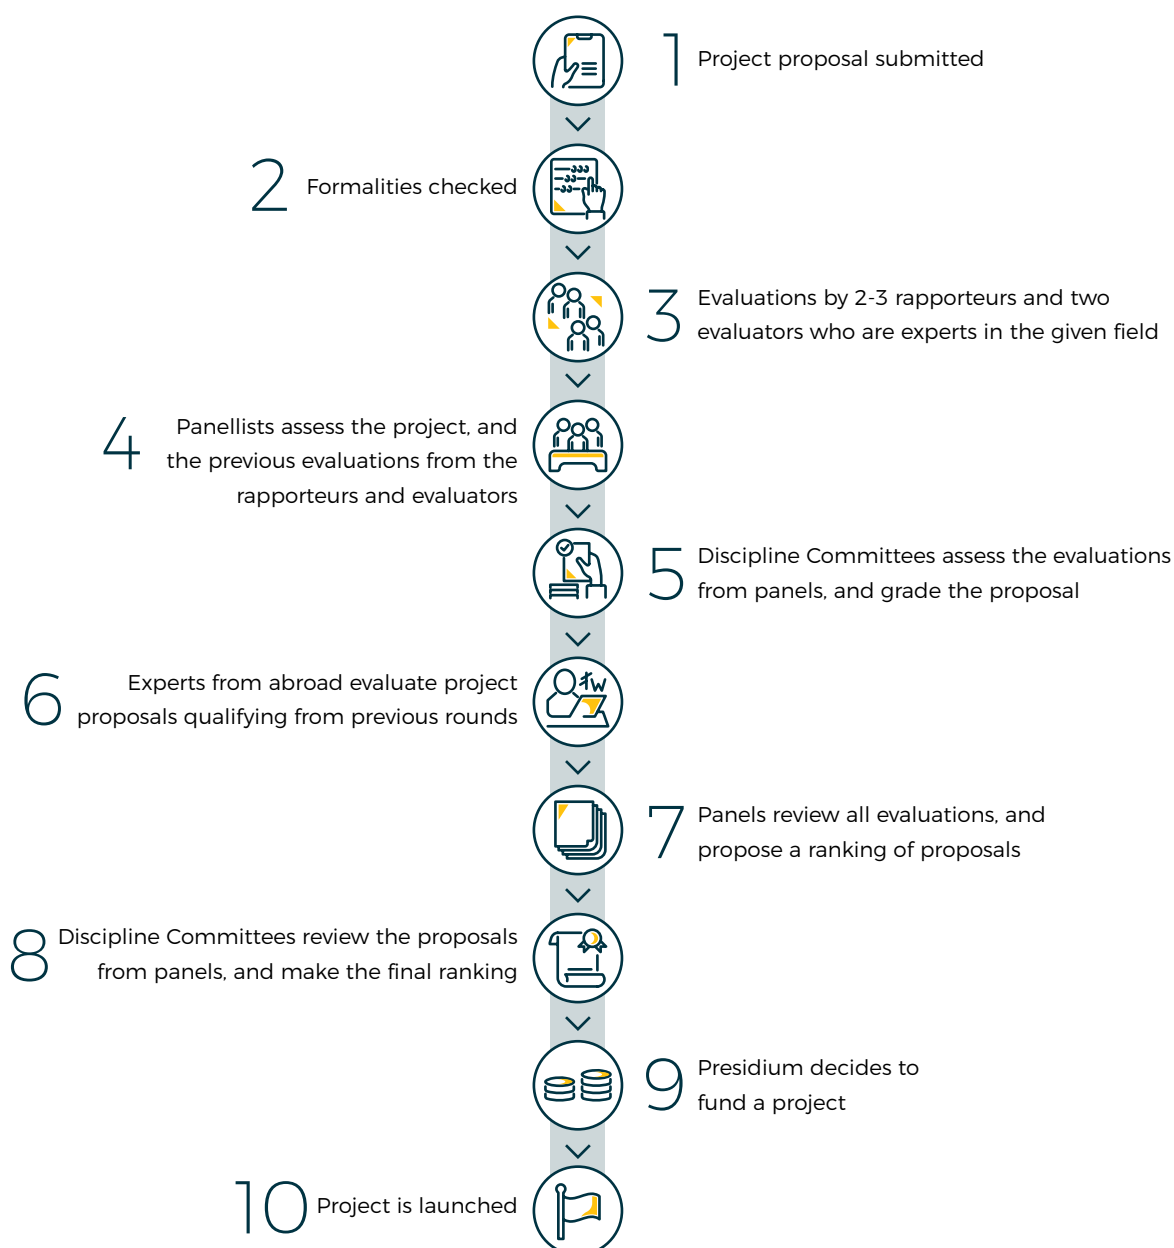 1
Project proposal submitted
2
Formalities checked
3
Evaluations by 2-3 rapporteurs and two
evaluators who are experts in the given field
4
Panellists assess the project, and
the previous evaluations from the
rapporteurs and evaluators
5
Discipline Committees assess the evaluations
from panels, and grade the proposal
6
Experts from abroad evaluate project
proposals qualifying from previous rounds
7
Panels review all evaluations, and
propose a ranking of proposals
8
Discipline Committees review the proposals
from panels, and make the final ranking
9
Presidium decides to
fund a project
10
Project is launched